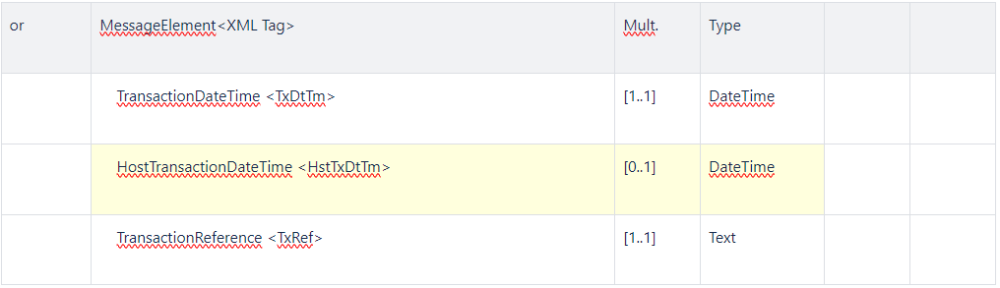 or MessageElement<XML Tag> Mult. Type
TransactionDateTime <TxDtTm> [1..1] DateTime
HostTransactionDateTime <HstTxDtTm> [0..1] DateTime
TransactionReference <TxRef> [1..1] Text